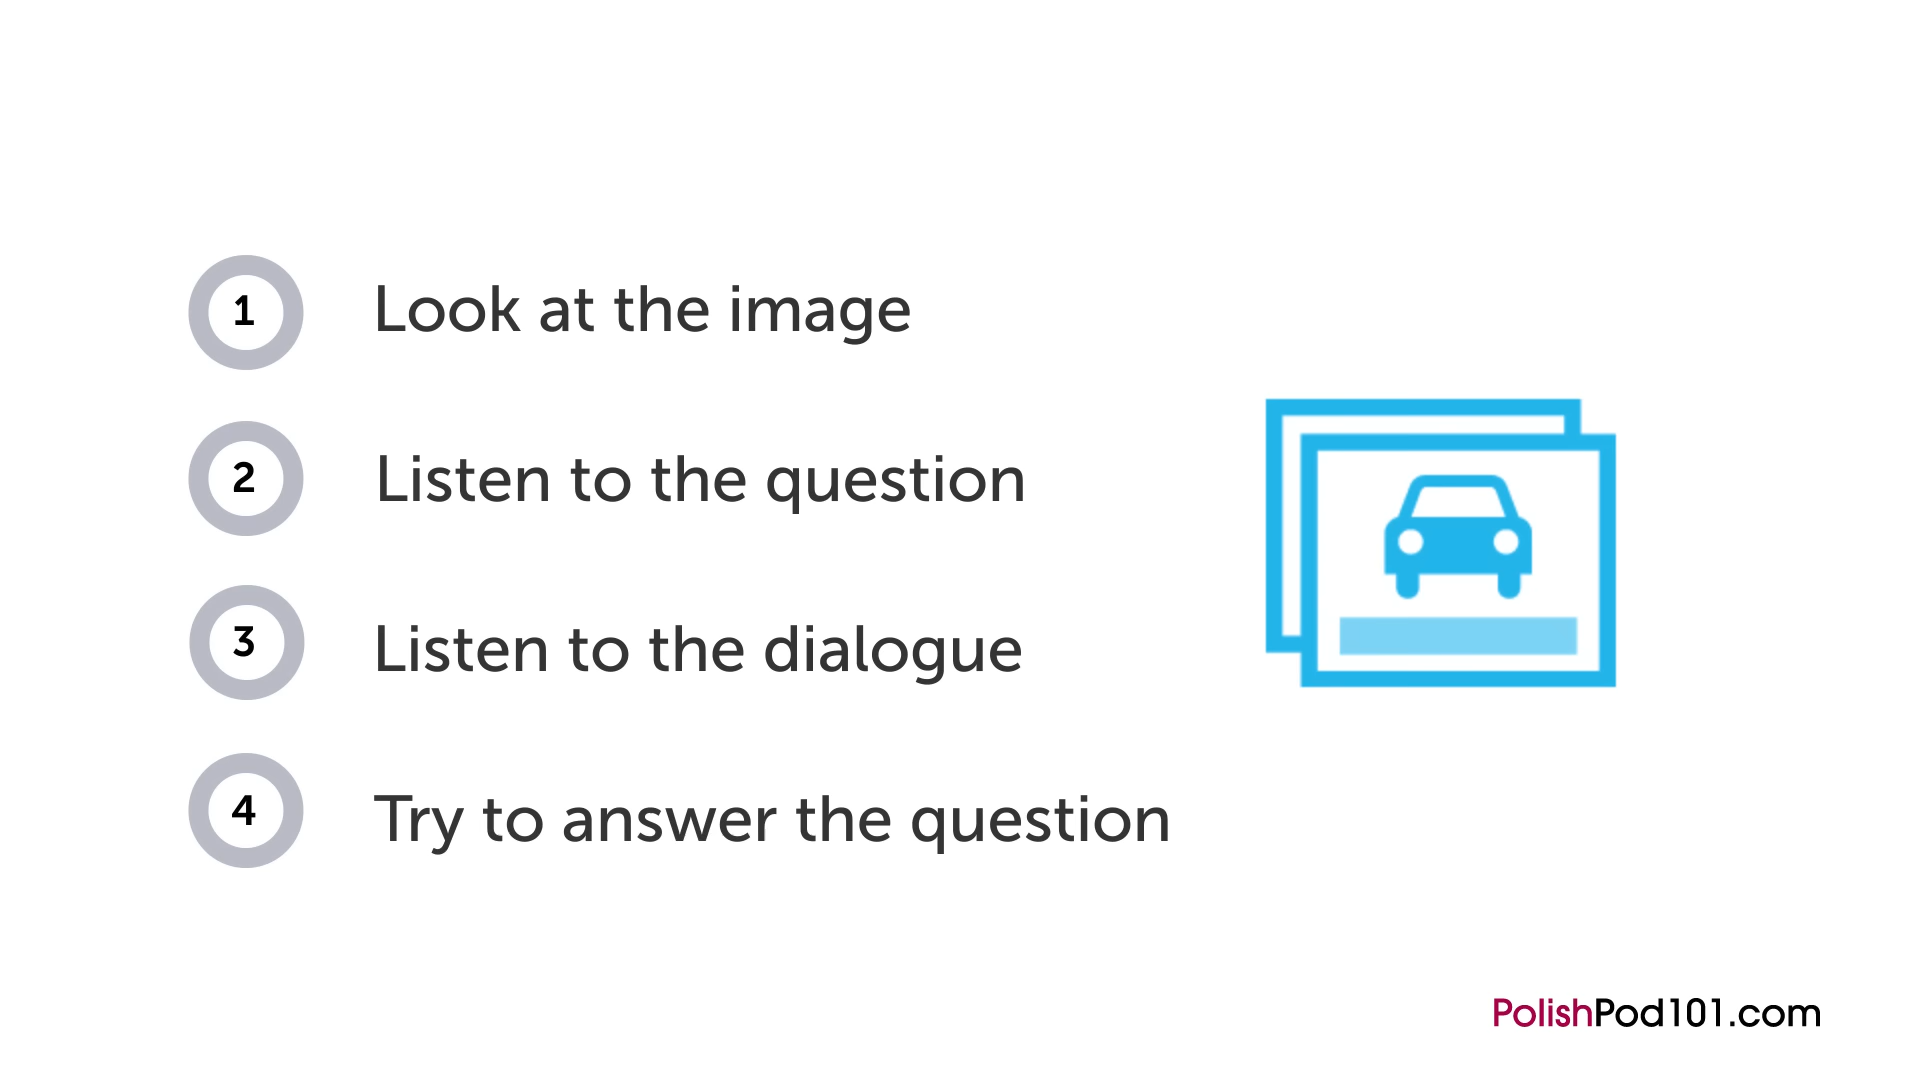 1 Look at the image
2 Listen to the question
3 Listen to the dialogue
4 Try to answer the question
PolishPod101.com